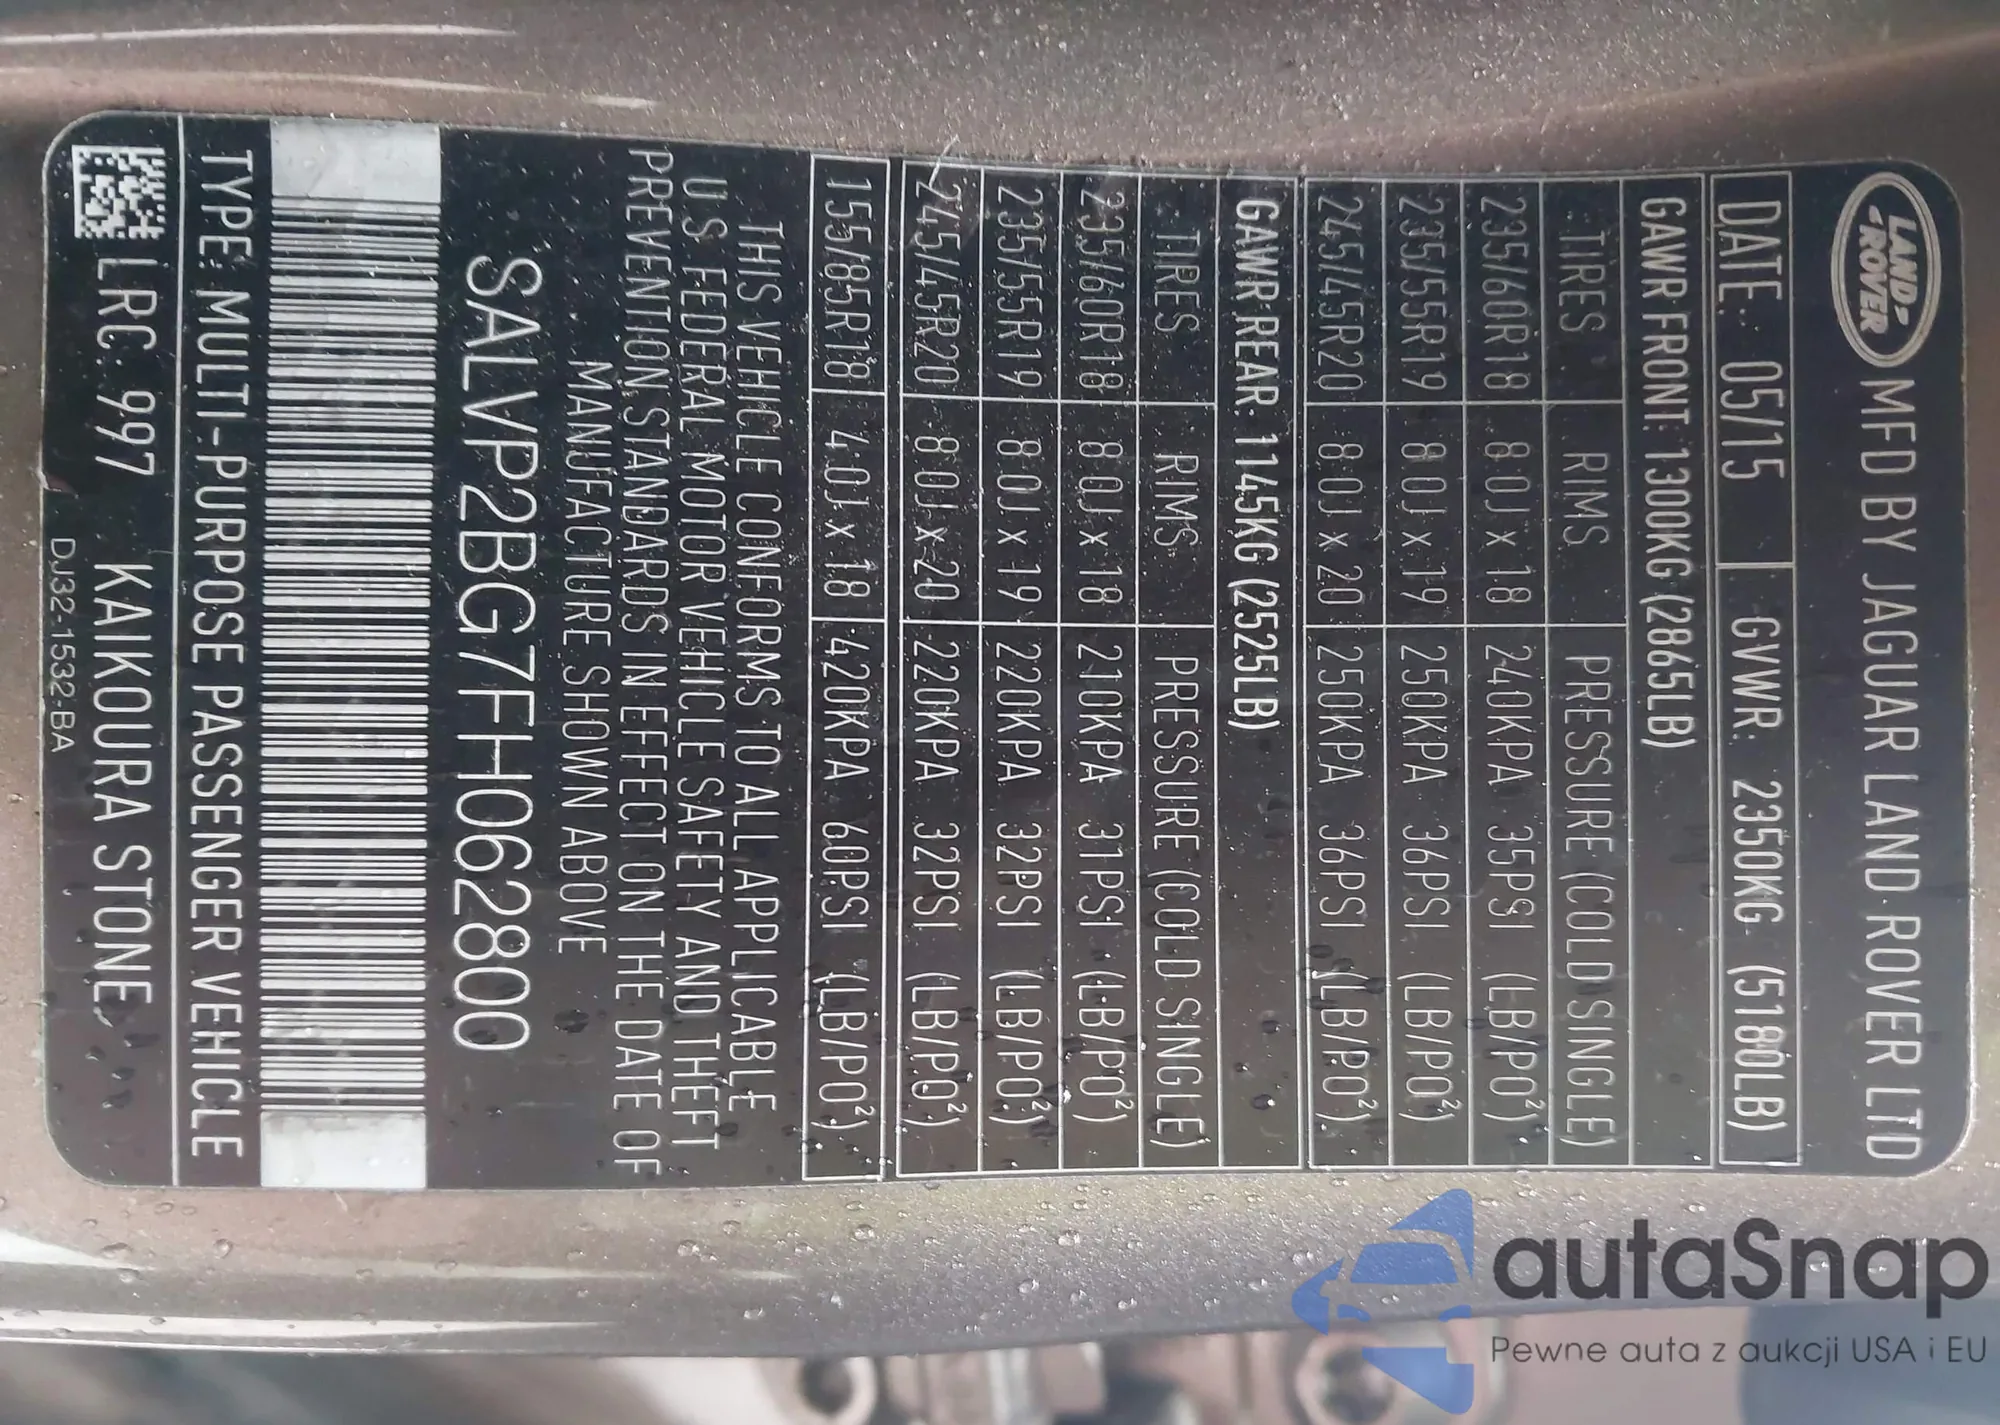 LAND-
-ROVER
MFD BY JAGUAR LAND ROVER LTD
DATE: 05/15 GVWR: 2350KG (5180LB)
GAWR FRONT: 1300KG (2865LB)
TIRES RIMS PRESSURE (COLD SINGLE)
235/60R18 8.0J x 18 240KPA 35PSI (LB/PO²)
235/55R19 8.0J x 19 250KPA 36PSI (LB/PO²)
245/45R20 8.0J x 20 250KPA 36PSI (LB/PO²)
GAWR REAR: 1145KG (2525LB)
TIRES RIMS PRESSURE (COLD SINGLE)
235/60R18 8.0J x 18 210KPA 31PSI (LB/PO²)
235/55R19 8.0J x 19 220KPA 32PSI (LB/PO²)
245/45R20 8.0J x 20 220KPA 32PSI (LB/PO²)
155/85R18 4.0J x 18 420KPA 60PSI (LB/PO²)
THIS VEHICLE CONFORMS TO ALL APPLICABLE
U.S FEDERAL MOTOR VEHICLE SAFETY AND THEFT
PREVENTION STANDARDS IN EFFECT ON THE DATE OF
MANUFACTURE SHOWN ABOVE
SALVP2BG7FH062800
TYPE: MULTI-PURPOSE PASSENGER VEHICLE
LRC: 997 KAIKOURA STONE
DJ32-1532-BA
autaSnap
Pewne auta z aukcji USA i EU